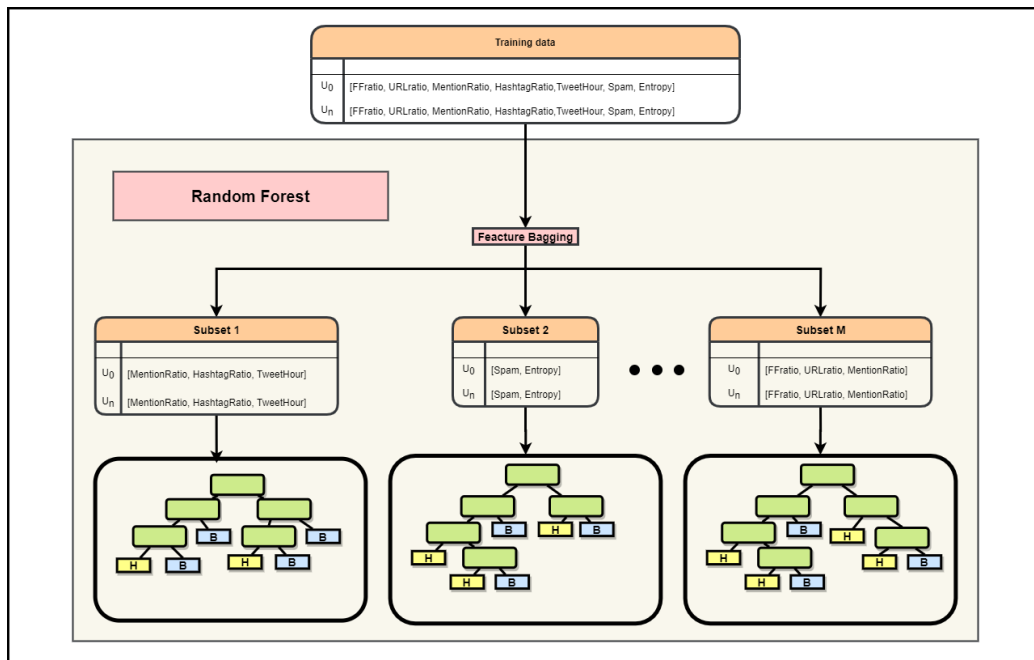 Training data
U0 [FFratio, URLratio, MentionRatio, HashtagRatio,TweetHour, Spam, Entropy]
Un [FFratio, URLratio, MentionRatio, HashtagRatio,TweetHour, Spam, Entropy]
Random Forest
Feacture Bagging
Subset 1
U0 [MentionRatio, HashtagRatio, TweetHour]
Un [MentionRatio, HashtagRatio, TweetHour]
Subset 2
U0 [Spam, Entropy]
Un [Spam, Entropy]
Subset M
U0 [FFratio, URLratio, MentionRatio]
Un [FFratio, URLratio, MentionRatio]
B B
H B H B
B H B
H
H B
B H
H H B
H B